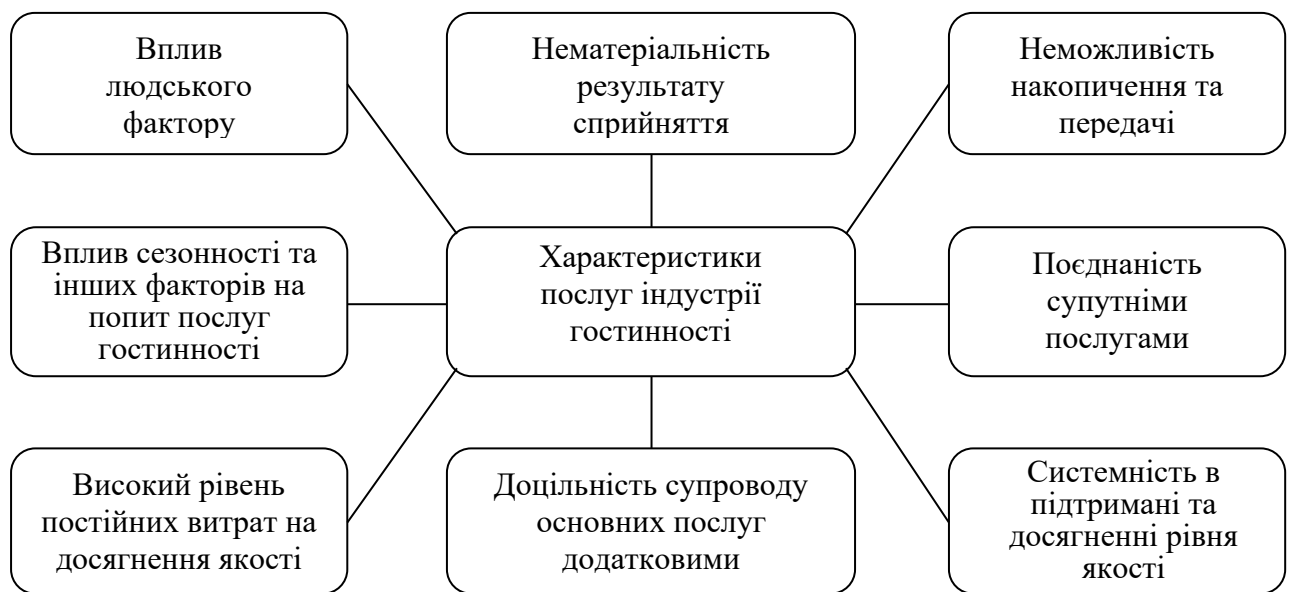 Вплив
людського
фактору
Нематеріальність
результату
сприйняття
Неможливість
накопичення та
передачі
Вплив сезонності та
інших факторів на
попит послуг
гостинності
Характеристики
послуг індустрії
гостинності
Поєднаність
супутніми
послугами
Високий рівень
постійних витрат на
досягнення якості
Доцільність супроводу
основних послуг
додатковими
Системність в
підтримані та
досягненні рівня
якості